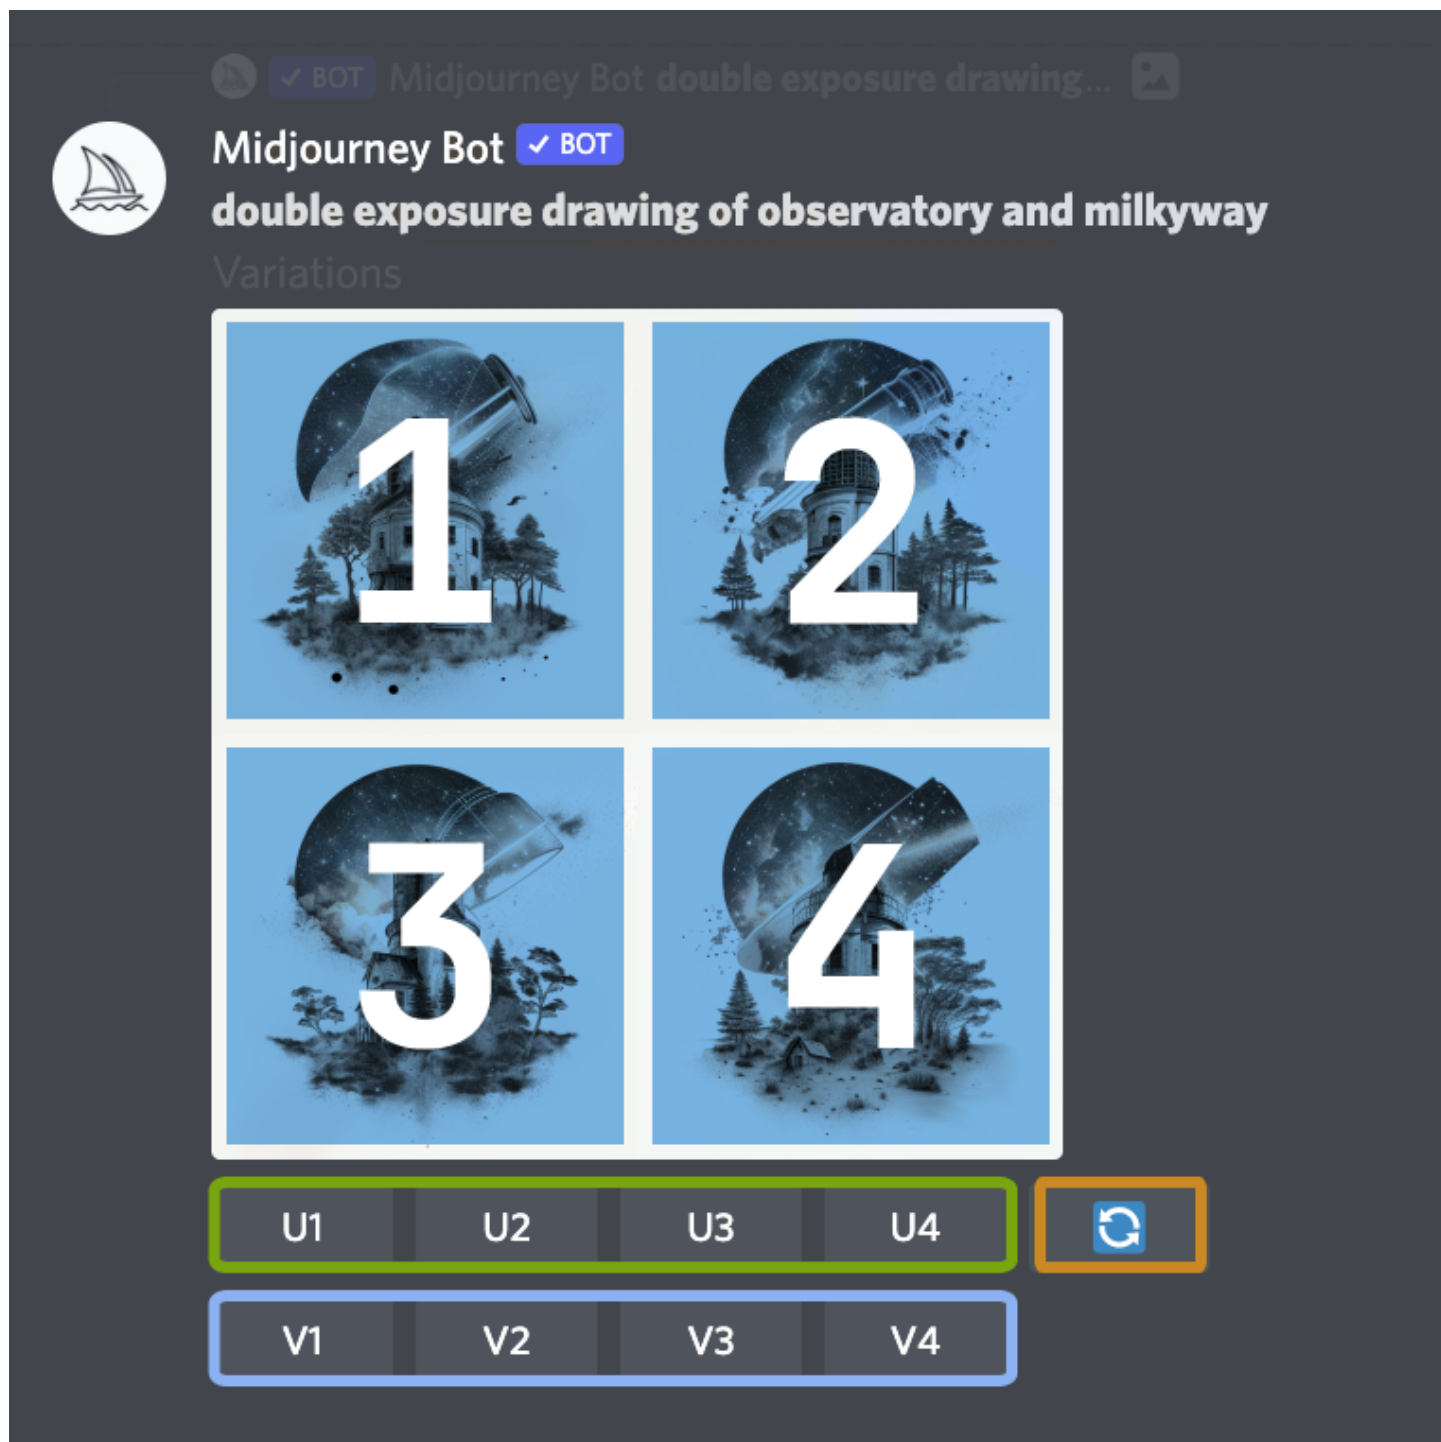 ✓ BOT Midjourney Bot double exposure drawing...
Midjourney Bot ✓ BOT
double exposure drawing of observatory and milkyway
Variations
1 2
3 4
U1 U2 U3 U4
V1 V2 V3 V4